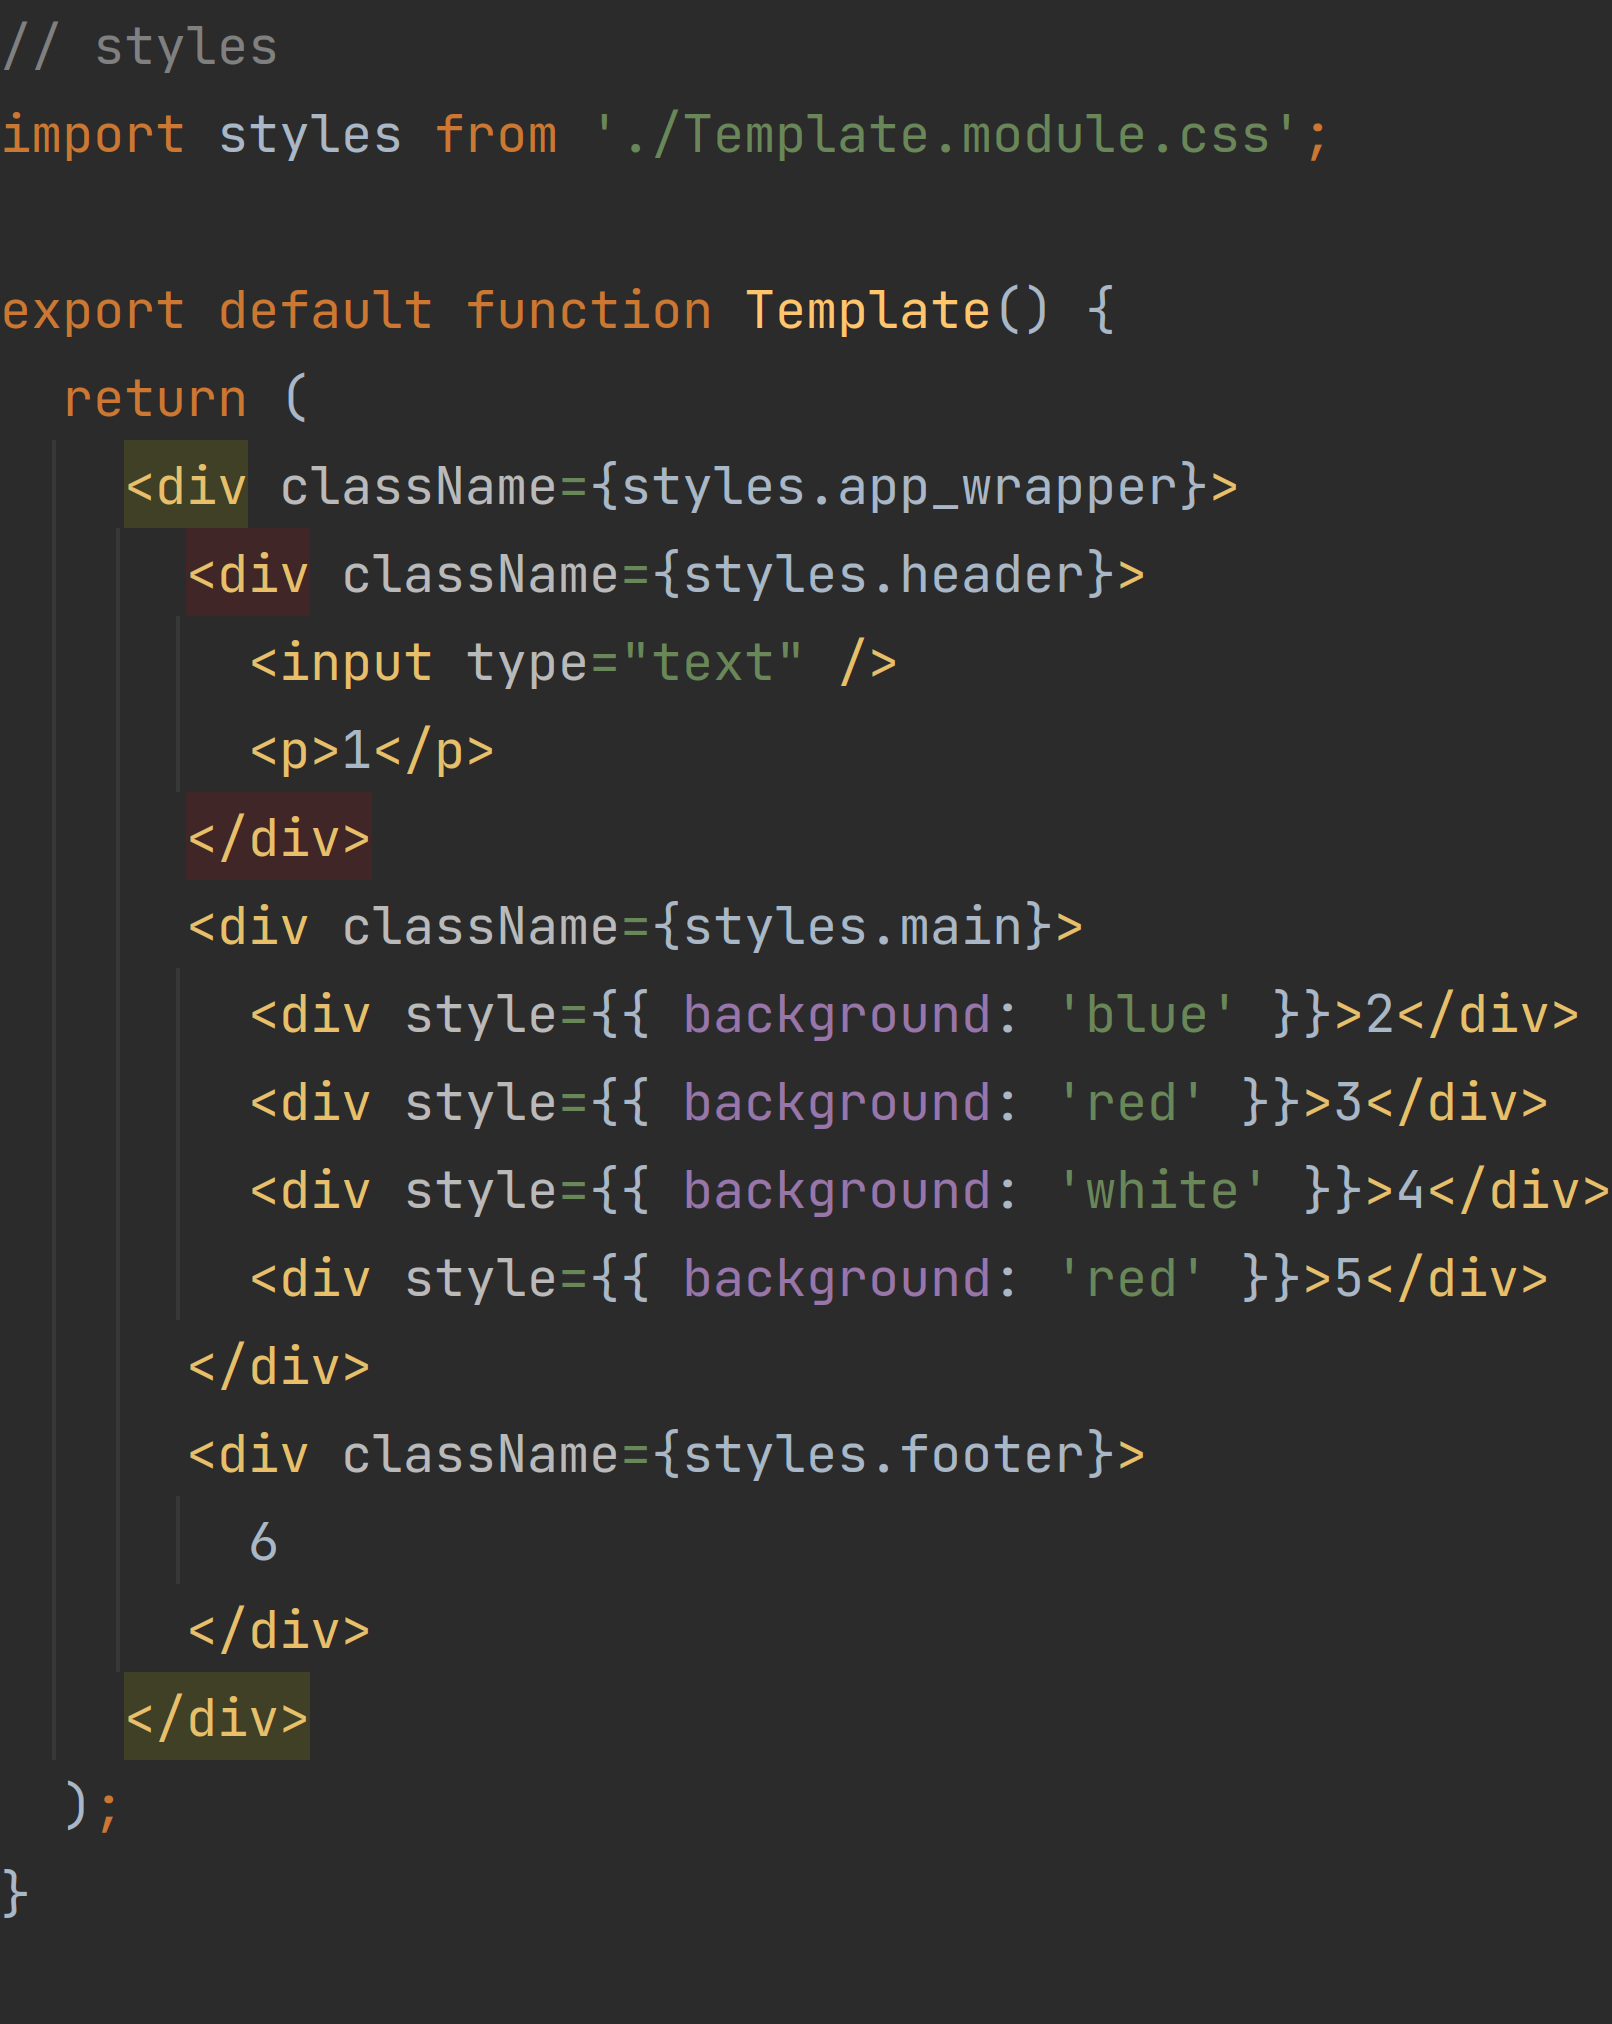 // styles
import styles from './Template.module.css';

export default function Template() {
  return (
    <div className={styles.app_wrapper}>
      <div className={styles.header}>
        <input type="text" />
        <p>1</p>
      </div>
      <div className={styles.main}>
        <div style={{ background: 'blue' }}>2</div>
        <div style={{ background: 'red' }}>3</div>
        <div style={{ background: 'white' }}>4</div>
        <div style={{ background: 'red' }}>5</div>
      </div>
      <div className={styles.footer}>
        6
      </div>
    </div>
  );
}